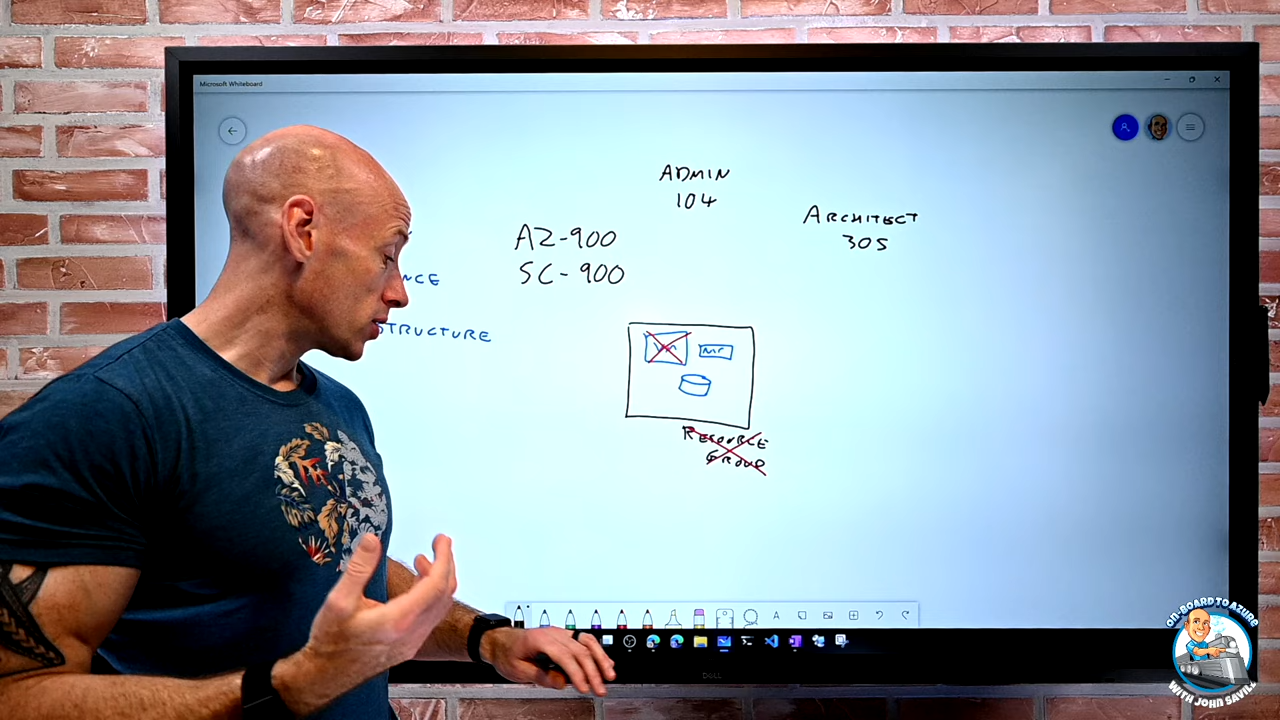 Microsoft Whiteboard
ADMIN
104
ARCHITECT
305
AZ-900
SC-900
NCE
STRUCTURE
RESOURCE
GROUP
A
DELL
ON-BOARD TO AZURE
WITH JOHN SAVILL